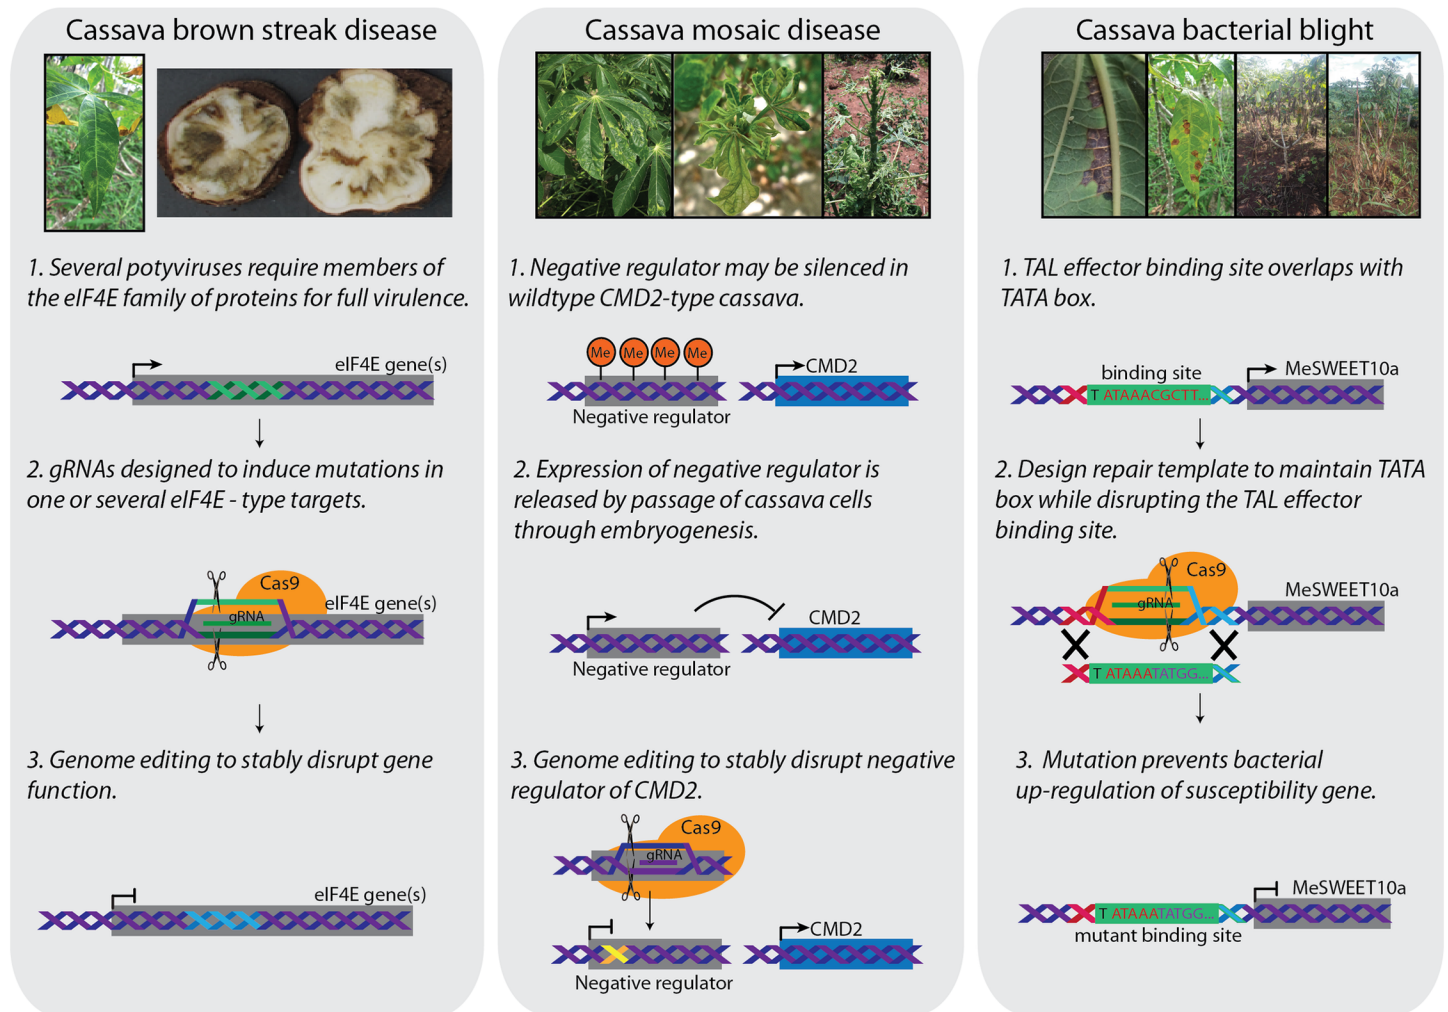 Cassava brown streak disease
1. Several potyviruses require members of
the eIF4E family of proteins for full virulence.
eIF4E gene(s)
2. gRNAs designed to induce mutations in
one or several eIF4E - type targets.
Cas9
gRNA
eIF4E gene(s)
3. Genome editing to stably disrupt gene
function.
eIF4E gene(s)
Cassava mosaic disease
1. Negative regulator may be silenced in
wildtype CMD2-type cassava.
Me Me Me Me
CMD2
Negative regulator
2. Expression of negative regulator is
released by passage of cassava cells
through embryogenesis.
CMD2
Negative regulator
3. Genome editing to stably disrupt negative
regulator of CMD2.
Cas9
gRNA
CMD2
Negative regulator
Cassava bacterial blight
1. TAL effector binding site overlaps with
TATA box.
binding site
MeSWEET10a
T ATAAACGCTT...
2. Design repair template to maintain TATA
box while disrupting the TAL effector
binding site.
Cas9
MeSWEET10a
gRNA
T ATAAATATGG...
3. Mutation prevents bacterial
up-regulation of susceptibility gene.
MeSWEET10a
T ATAAATATGG...
mutant binding site